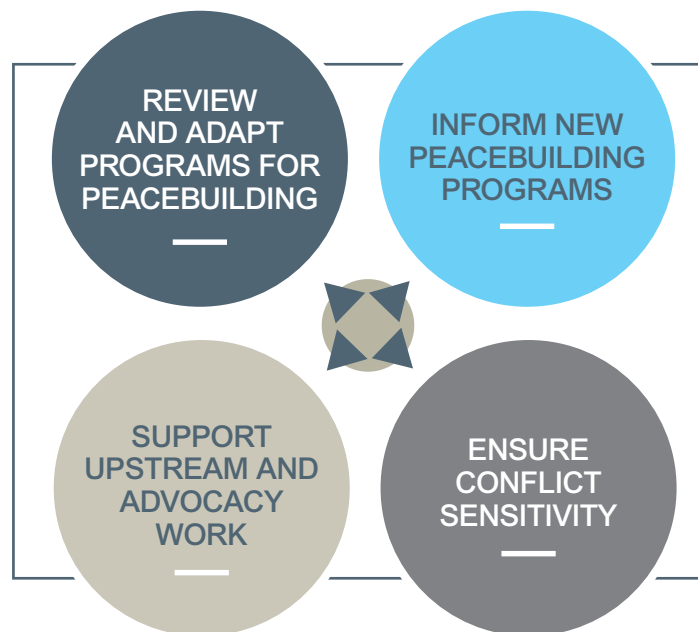 REVIEW
AND ADAPT
PROGRAMS FOR
PEACEBUILDING
INFORM NEW
PEACEBUILDING
PROGRAMS
SUPPORT
UPSTREAM AND
ADVOCACY
WORK
ENSURE
CONFLICT
SENSITIVITY